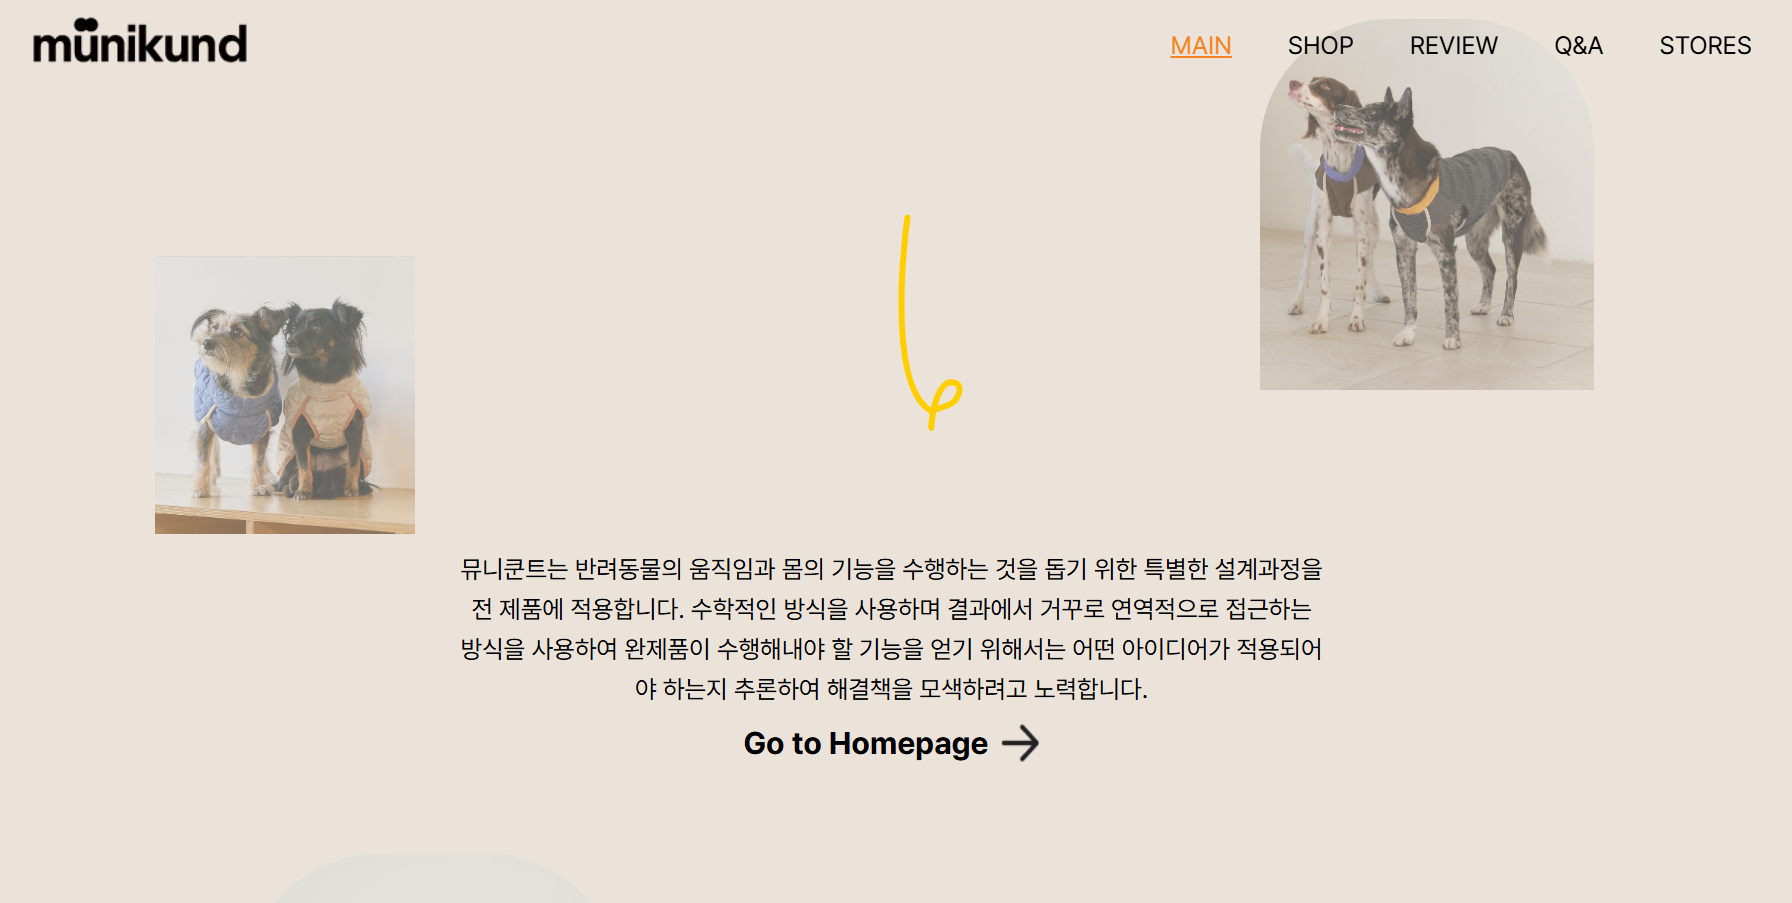 münikund
MAIN SHOP REVIEW Q&A STORES
뮤니쿤트는 반려동물의 움직임과 몸의 기능을 수행하는 것을 돕기 위한 특별한 설계과정을
전 제품에 적용합니다. 수학적인 방식을 사용하며 결과에서 거꾸로 연역적으로 접근하는
방식을 사용하여 완제품이 수행해내야 할 기능을 얻기 위해서는 어떤 아이디어가 적용되어
야 하는지 추론하여 해결책을 모색하려고 노력합니다.
Go to Homepage